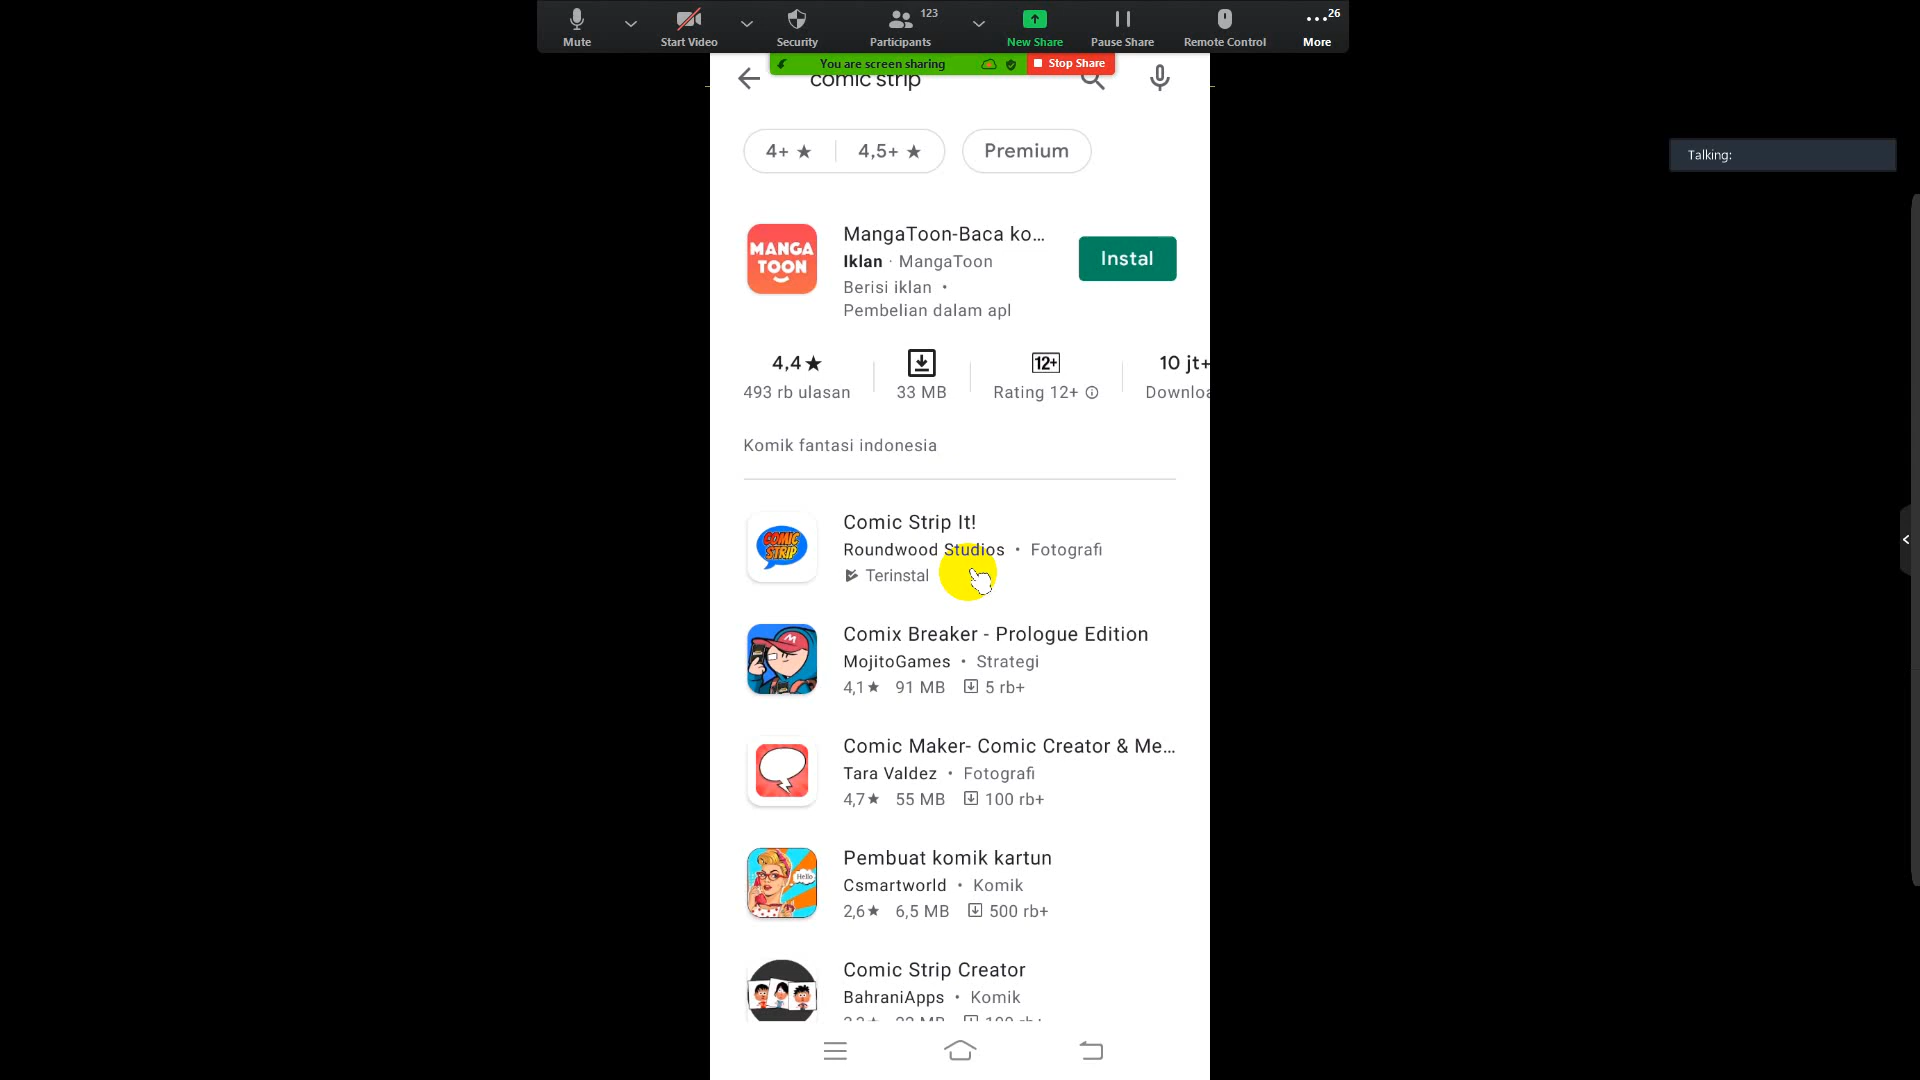 Mute
Start Video
Security
Participants 123
New Share
Pause Share
Remote Control
More 26
You are screen sharing
Stop Share
comic strip
Talking:
4+ ★ 4,5+ ★ Premium
MANGA
TOON
MangaToon-Baca ko...
Iklan · MangaToon
Berisi iklan •
Pembelian dalam apl
Instal
4,4★ 12+ 10 jt+
493 rb ulasan 33 MB Rating 12+
Komik fantasi indonesia
COMIC
STRIP
Comic Strip It!
Roundwood Studios • Fotografi
Terinstal
Comix Breaker - Prologue Edition
MojitoGames • Strategi
4,1★ 91 MB 5 rb+
Comic Maker- Comic Creator & Me...
Tara Valdez • Fotografi
4,7★ 55 MB 100 rb+
Hello
Pembuat komik kartun
Csmartworld • Komik
2,6★ 6,5 MB 500 rb+
Comic Strip Creator
BahraniApps • Komik